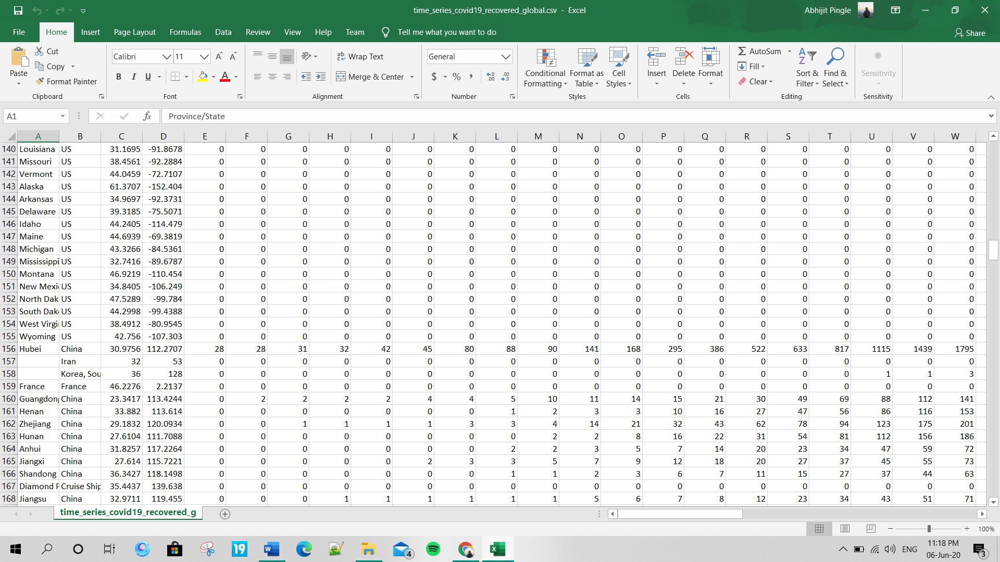 time_series_covid19_recovered_global.csv - Excel
Abhijit Pingle
File Home Insert Page Layout Formulas Data Review View Help Team Tell me what you want to do Share
Cut
Copy
Format Painter
Paste
Clipboard
Calibri 11
B I U
Font
Wrap Text
Merge & Center
Alignment
General
$ % ,
Number
Conditional Formatting
Format as Table
Cell Styles
Styles
Insert Delete Format
Cells
AutoSum
Fill
Clear
Sort & Filter
Find & Select
Editing
Sensitivity
Sensitivity
A1 fx Province/State
A B C D E F G H I J K L M N O P Q R S T U V W
140 Louisiana US 31.1695 -91.8678 0 0 0 0 0 0 0 0 0 0 0 0 0 0 0 0 0 0 0
141 Missouri US 38.4561 -92.2884 0 0 0 0 0 0 0 0 0 0 0 0 0 0 0 0 0 0 0
142 Vermont US 44.0459 -72.7107 0 0 0 0 0 0 0 0 0 0 0 0 0 0 0 0 0 0 0
143 Alaska US 61.3707 -152.404 0 0 0 0 0 0 0 0 0 0 0 0 0 0 0 0 0 0 0
144 Arkansas US 34.9697 -92.3731 0 0 0 0 0 0 0 0 0 0 0 0 0 0 0 0 0 0 0
145 Delaware US 39.3185 -75.5071 0 0 0 0 0 0 0 0 0 0 0 0 0 0 0 0 0 0 0
146 Idaho US 44.2405 -114.479 0 0 0 0 0 0 0 0 0 0 0 0 0 0 0 0 0 0 0
147 Maine US 44.6939 -69.3819 0 0 0 0 0 0 0 0 0 0 0 0 0 0 0 0 0 0 0
148 Michigan US 43.3266 -84.5361 0 0 0 0 0 0 0 0 0 0 0 0 0 0 0 0 0 0 0
149 Mississippi US 32.7416 -89.6787 0 0 0 0 0 0 0 0 0 0 0 0 0 0 0 0 0 0 0
150 Montana US 46.9219 -110.454 0 0 0 0 0 0 0 0 0 0 0 0 0 0 0 0 0 0 0
151 New Mexi US 34.8405 -106.249 0 0 0 0 0 0 0 0 0 0 0 0 0 0 0 0 0 0 0
152 North Dak US 47.5289 -99.784 0 0 0 0 0 0 0 0 0 0 0 0 0 0 0 0 0 0 0
153 South Dak US 44.2998 -99.4388 0 0 0 0 0 0 0 0 0 0 0 0 0 0 0 0 0 0 0
154 West Virgi US 38.4912 -80.9545 0 0 0 0 0 0 0 0 0 0 0 0 0 0 0 0 0 0 0
155 Wyoming US 42.756 -107.303 0 0 0 0 0 0 0 0 0 0 0 0 0 0 0 0 0 0 0
156 Hubei China 30.9756 112.2707 28 28 31 32 42 45 80 88 90 141 168 295 386 522 633 817 1115 1439 1795
157 Iran 32 53 0 0 0 0 0 0 0 0 0 0 0 0 0 0 0 0 0 0 0
158 Korea, Sou 36 128 0 0 0 0 0 0 0 0 0 0 0 0 0 0 0 0 1 1 3
159 France France 46.2276 2.2137 0 0 0 0 0 0 0 0 0 0 0 0 0 0 0 0 0 0 0
160 Guangdong China 23.3417 113.4244 0 2 2 2 2 4 4 5 10 11 14 15 21 30 49 69 88 112 141
161 Henan China 33.882 113.614 0 0 0 0 0 0 0 1 2 3 3 10 16 27 47 56 86 116 153
162 Zhejiang China 29.1832 120.0934 0 0 1 1 1 1 3 3 4 14 21 32 43 62 78 94 123 175 201
163 Hunan China 27.6104 111.7088 0 0 0 0 0 0 0 0 2 2 8 16 22 31 54 81 112 156 186
164 Anhui China 31.8257 117.2264 0 0 0 0 0 0 0 2 2 3 5 7 14 20 23 34 47 59 72
165 Jiangxi China 27.614 115.7221 0 0 0 0 0 2 3 3 5 7 9 12 18 20 27 37 45 55 73
166 Shandong China 36.3427 118.1498 0 0 0 0 0 0 0 1 1 2 3 6 7 11 15 27 37 44 63
167 Diamond P Cruise Ship 35.4437 139.638 0 0 0 0 0 0 0 0 0 0 0 0 0 0 0 0 0 0 0
168 Jiangsu China 32.9711 119.455 0 0 0 1 1 1 1 1 1 5 6 7 8 12 23 34 43 51 71
time_series_covid19_recovered_g
100%
19 W 4 X ENG 11:18 PM
06-Jun-20 3